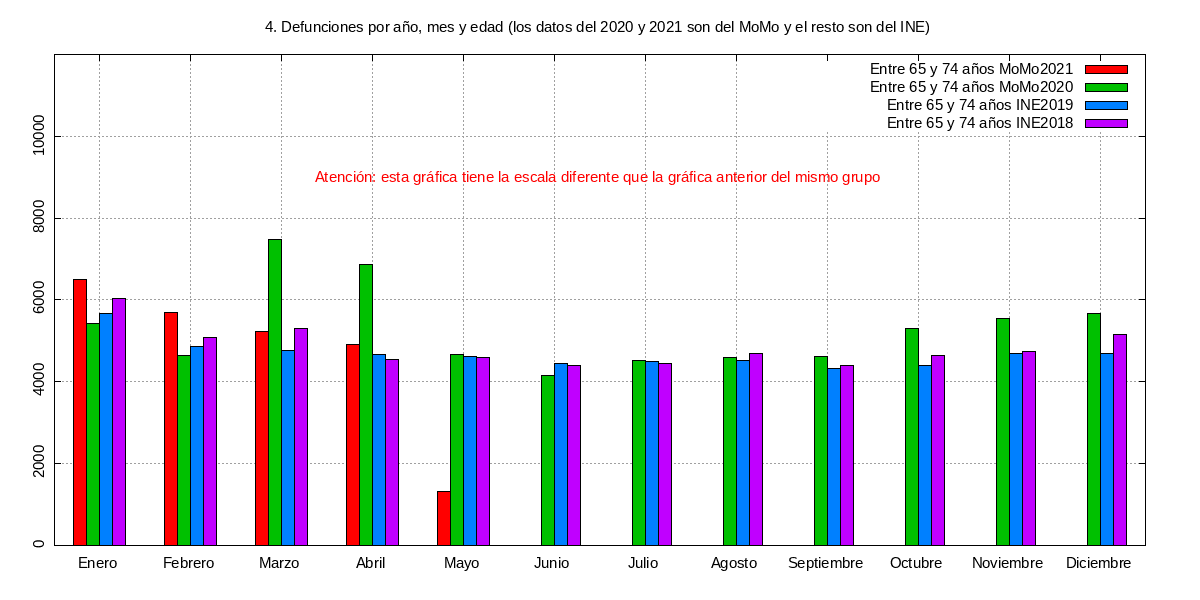 4. Defunciones por año, mes y edad (los datos del 2020 y 2021 son del MoMo y el resto son del INE)
Entre 65 y 74 años MoMo2021
Entre 65 y 74 años MoMo2020
Entre 65 y 74 años INE2019
Entre 65 y 74 años INE2018
Atención: esta gráfica tiene la escala diferente que la gráfica anterior del mismo grupo
10000
8000
6000
4000
2000
0
Enero Febrero Marzo Abril Mayo Junio Julio Agosto Septiembre Octubre Noviembre Diciembre